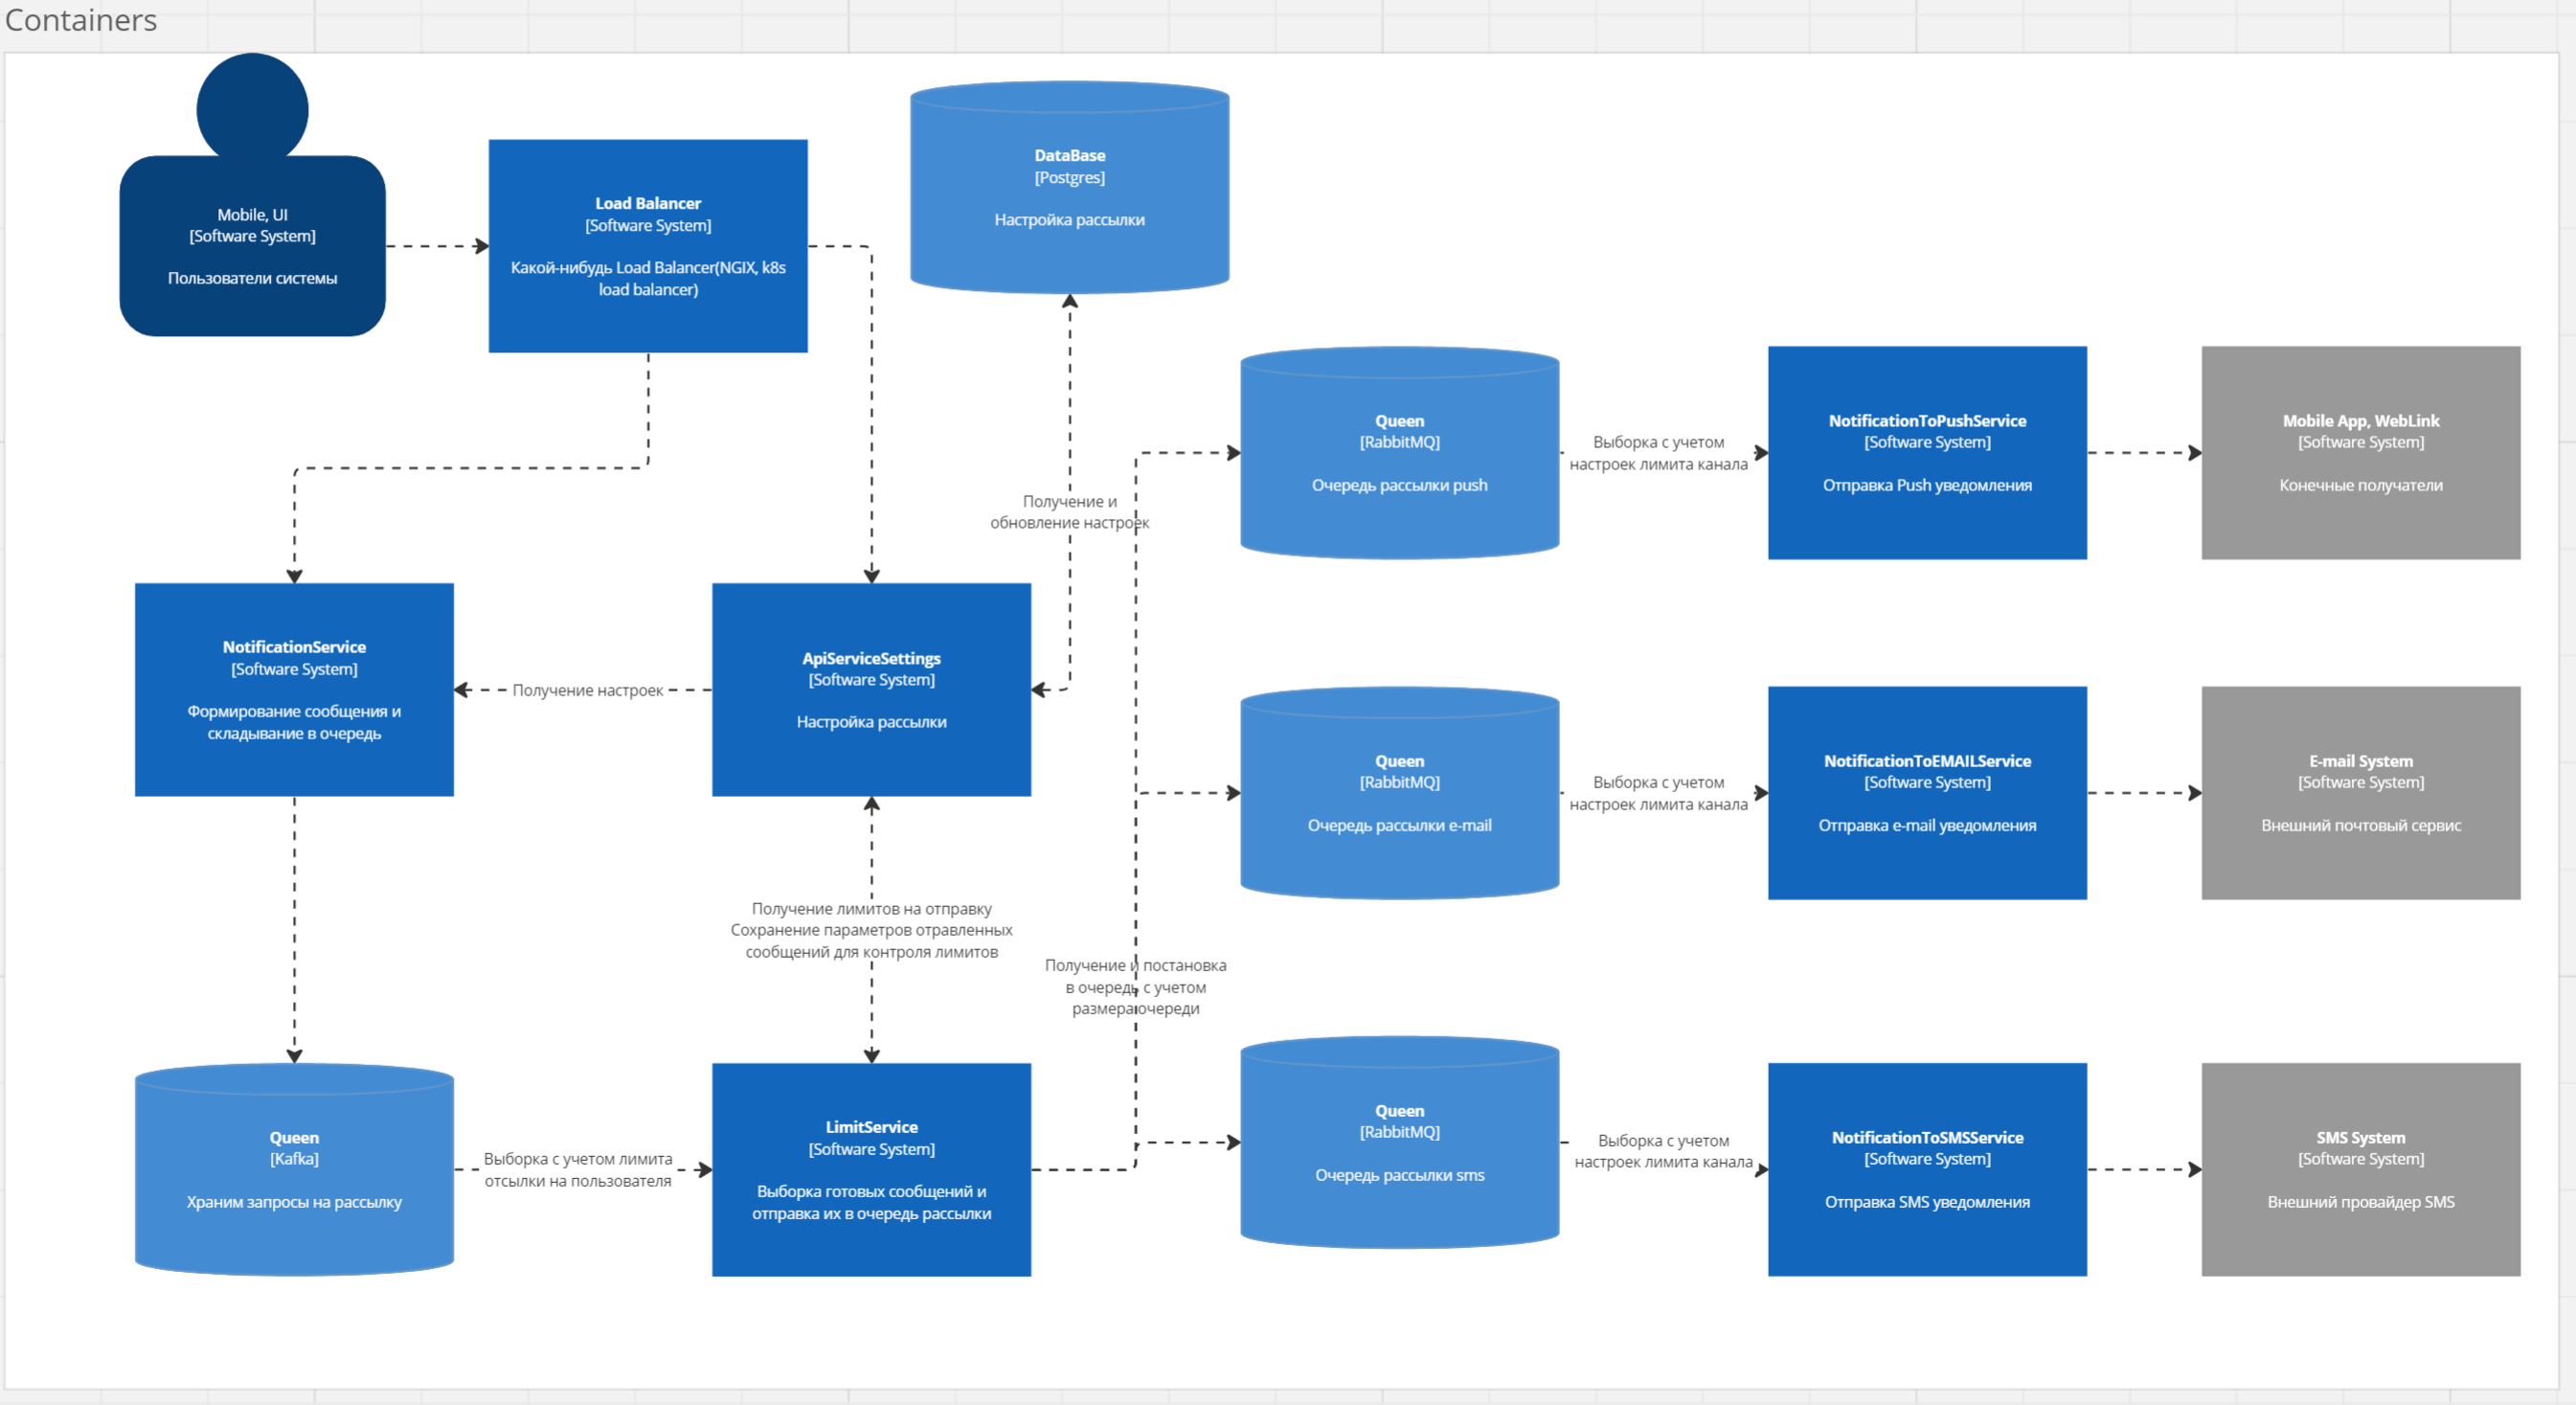 Containers
Mobile, UI
[Software System]
Пользователи системы
Load Balancer
[Software System]
Какой-нибудь Load Balancer(NGIX, k8s
load balancer)
DataBase
[Postgres]
Настройка рассылки
Получение и
обновление настроек
Queen
[RabbitMQ]
Очередь рассылки push
Выборка с учетом
настроек лимита канала
NotificationToPushService
[Software System]
Отправка Push уведомления
Mobile App, WebLink
[Software System]
Конечные получатели
NotificationService
[Software System]
Формирование сообщения и
складывание в очередь
Получение настроек
ApiServiceSettings
[Software System]
Настройка рассылки
Queen
[RabbitMQ]
Очередь рассылки e-mail
Выборка с учетом
настроек лимита канала
NotificationToEMAILService
[Software System]
Отправка e-mail уведомления
E-mail System
[Software System]
Внешний почтовый сервис
Получение лимитов на отправку
Сохранение параметров отравленных
сообщений для контроля лимитов
Получение и постановка
в очередь с учетом
размера очереди
Queen
[Kafka]
Храним запросы на рассылку
Выборка с учетом лимита
отсылки на пользователя
LimitService
[Software System]
Выборка готовых сообщений и
отправка их в очередь рассылки
Queen
[RabbitMQ]
Очередь рассылки sms
Выборка с учетом
настроек лимита канала
NotificationToSMSService
[Software System]
Отправка SMS уведомления
SMS System
[Software System]
Внешний провайдер SMS